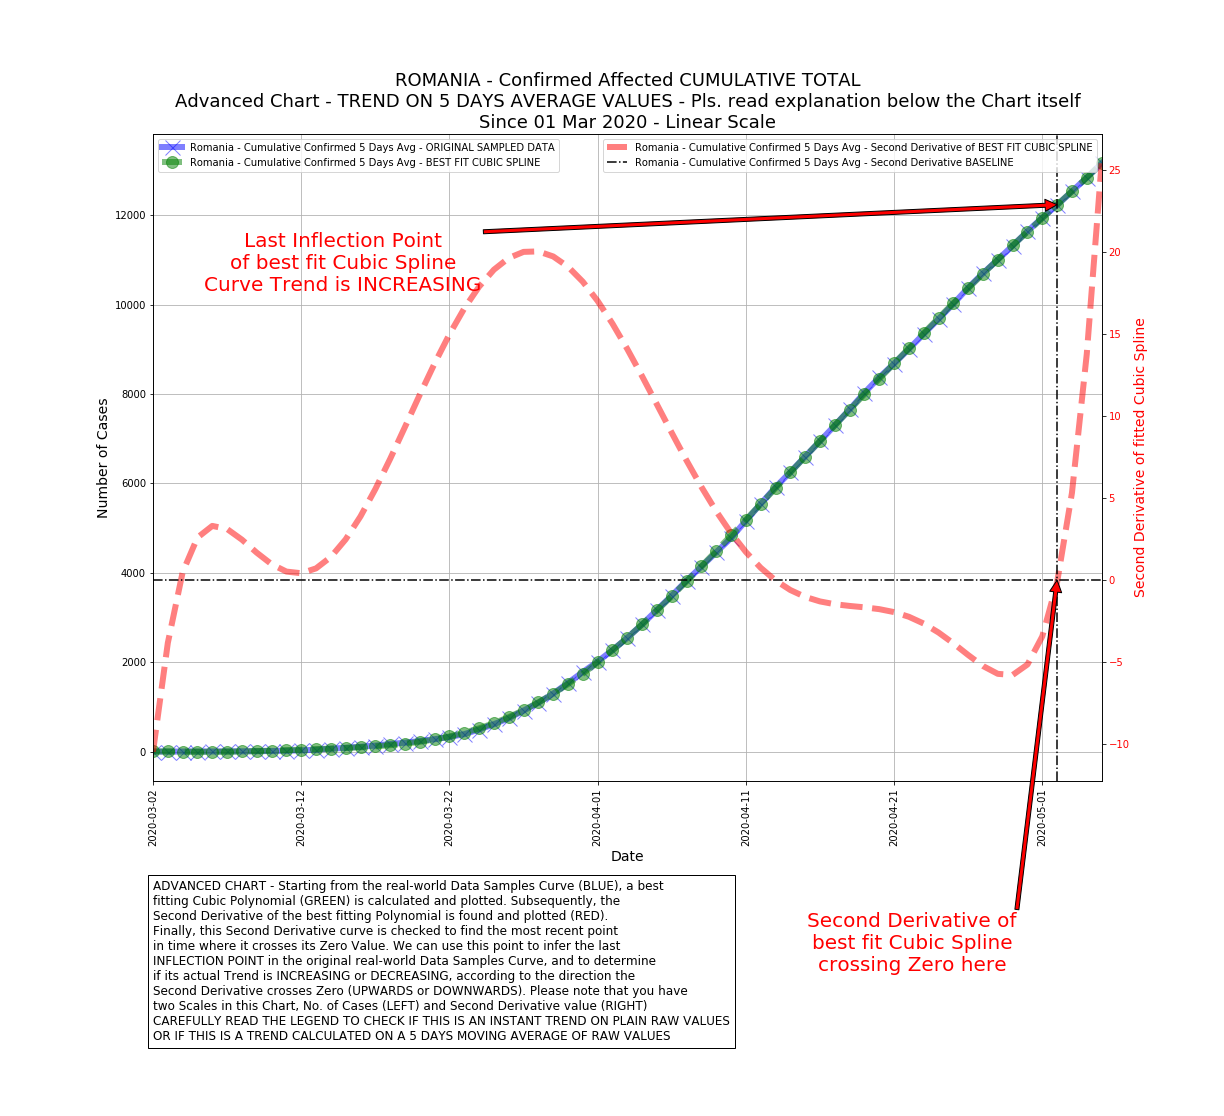 ROMANIA - Confirmed Affected CUMULATIVE TOTAL
Advanced Chart - TREND ON 5 DAYS AVERAGE VALUES - Pls. read explanation below the Chart itself
Since 01 Mar 2020 - Linear Scale
Romania - Cumulative Confirmed 5 Days Avg - ORIGINAL SAMPLED DATA
Romania - Cumulative Confirmed 5 Days Avg - BEST FIT CUBIC SPLINE
Romania - Cumulative Confirmed 5 Days Avg - Second Derivative of BEST FIT CUBIC SPLINE
Romania - Cumulative Confirmed 5 Days Avg - Second Derivative BASELINE
Last Inflection Point
of best fit Cubic Spline
Curve Trend is INCREASING
Number of Cases
12000
10000
8000
6000
4000
2000
0
25
20
15
10
5
0
−5
−10
Second Derivative of fitted Cubic Spline
2020-03-02
2020-03-12
2020-03-22
2020-04-01
2020-04-11
2020-04-21
2020-05-01
Date
ADVANCED CHART - Starting from the real-world Data Samples Curve (BLUE), a best
fitting Cubic Polynomial (GREEN) is calculated and plotted. Subsequently, the
Second Derivative of the best fitting Polynomial is found and plotted (RED).
Finally, this Second Derivative curve is checked to find the most recent point
in time where it crosses its Zero Value. We can use this point to infer the last
INFLECTION POINT in the original real-world Data Samples Curve, and to determine
if its actual Trend is INCREASING or DECREASING, according to the direction the
Second Derivative crosses Zero (UPWARDS or DOWNWARDS). Please note that you have
two Scales in this Chart, No. of Cases (LEFT) and Second Derivative value (RIGHT)
CAREFULLY READ THE LEGEND TO CHECK IF THIS IS AN INSTANT TREND ON PLAIN RAW VALUES
OR IF THIS IS A TREND CALCULATED ON A 5 DAYS MOVING AVERAGE OF RAW VALUES
Second Derivative of
best fit Cubic Spline
crossing Zero here